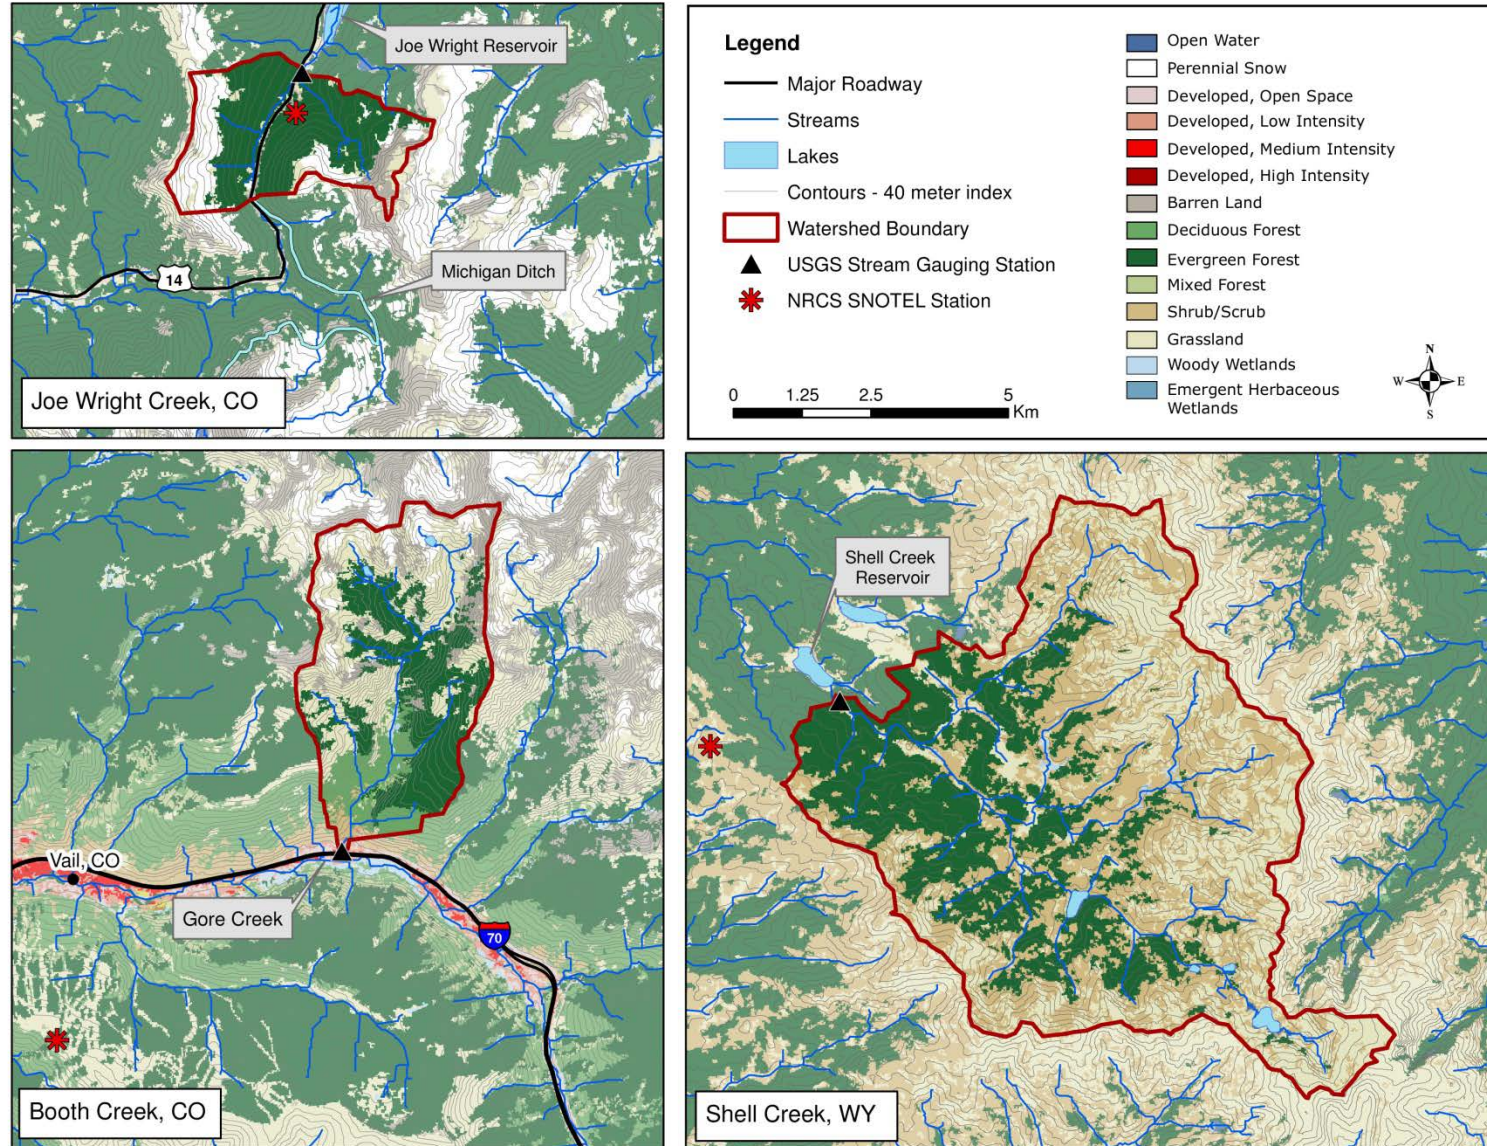 Joe Wright Reservoir
14
Michigan Ditch
Joe Wright Creek, CO
Legend
Major Roadway
Streams
Lakes
Contours - 40 meter index
Watershed Boundary
USGS Stream Gauging Station
NRCS SNOTEL Station
0 1.25 2.5 5
Km
Open Water
Perennial Snow
Developed, Open Space
Developed, Low Intensity
Developed, Medium Intensity
Developed, High Intensity
Barren Land
Deciduous Forest
Evergreen Forest
Mixed Forest
Shrub/Scrub
Grassland
Woody Wetlands
Emergent Herbaceous
Wetlands
N
W E
S
Vail, CO
Gore Creek
70
Booth Creek, CO
Shell Creek
Reservoir
Shell Creek, WY